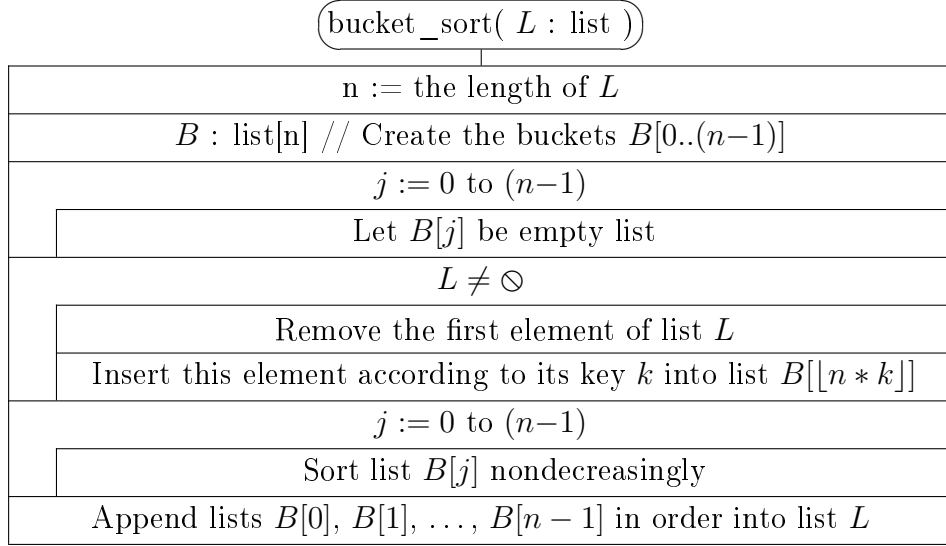 bucket_sort( L : list )
n := the length of L
B : list[n] // Create the buckets B[0..(n−1)]
j := 0 to (n−1)
Let B[j] be empty list
L ≠ ⦸
Remove the first element of list L
Insert this element according to its key k into list B[⌊n ∗ k⌋]
j := 0 to (n−1)
Sort list B[j] nondecreasingly
Append lists B[0], B[1], . . . , B[n − 1] in order into list L